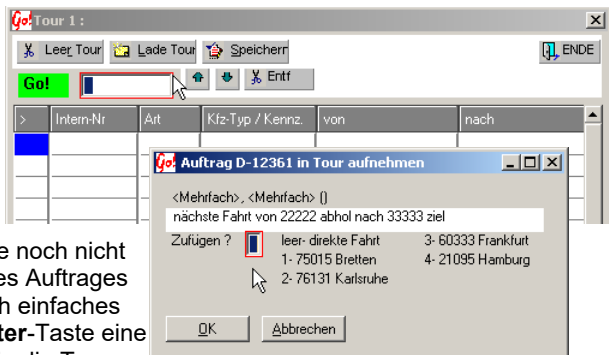 Go! Tour 1 :
Leer Tour Lade Tour Speicherr ENDE
Go! Entf
> Intern-Nr Art Kfz-Typ / Kennz. von nach
Go! Auftrag D-12361 in Tour aufnehmen
<Mehrfach>, <Mehrfach> ()
nächste Fahrt von 22222 abhol nach 33333 ziel
Zufügen ? leer- direkte Fahrt 3- 60333 Frankfurt
1- 75015 Bretten 4- 21095 Hamburg
2- 76131 Karlsruhe
OK Abbrechen
e noch nicht
es Auftrages
h einfaches
ter-Taste eine